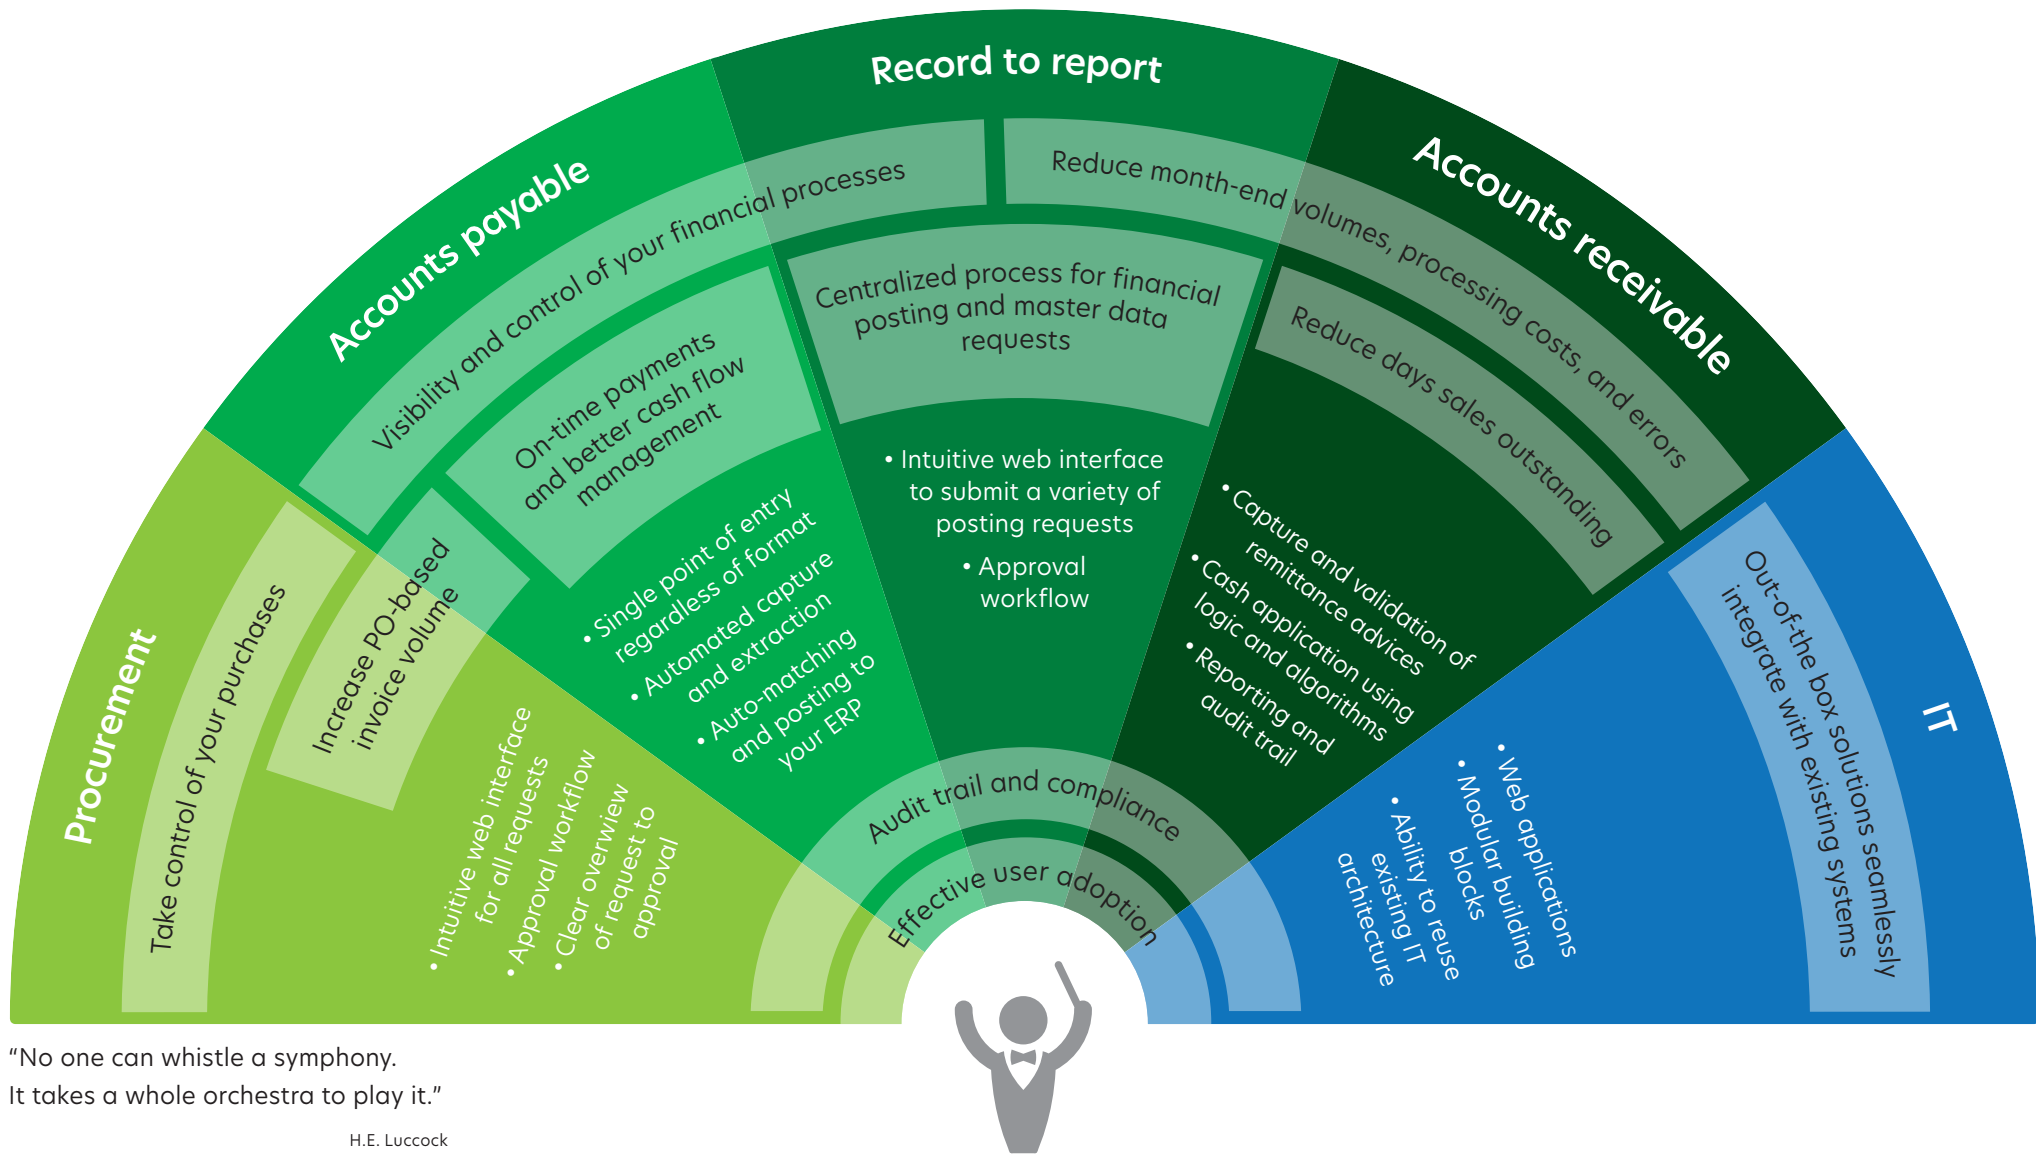 Procurement
Take control of your purchases
Increase PO-based
invoice volume
• Intuitive web interface
for all requests
• Approval workflow
• Clear overview
of request to
approval
Accounts payable
Visibility and control of your financial processes
On-time payments
and better cash flow
management
• Single point of entry
regardless of format
• Automated capture
and extraction
• Auto-matching
and posting to
your ERP
Record to report
Reduce month-end volumes, processing costs, and errors
Centralized process for financial
posting and master data
requests
• Intuitive web interface
to submit a variety of
posting requests
• Approval
workflow
Accounts receivable
Reduce days sales outstanding
• Capture and validation of
remittance advices
• Cash application using
logic and algorithms
• Reporting and
audit trail
IT
Out-of-the box solutions seamlessly
integrate with existing systems
• Web applications
• Modular building
blocks
• Ability to reuse
existing IT
architecture
Audit trail and compliance
Effective user adoption
“No one can whistle a symphony.
It takes a whole orchestra to play it.”
H.E. Luccock